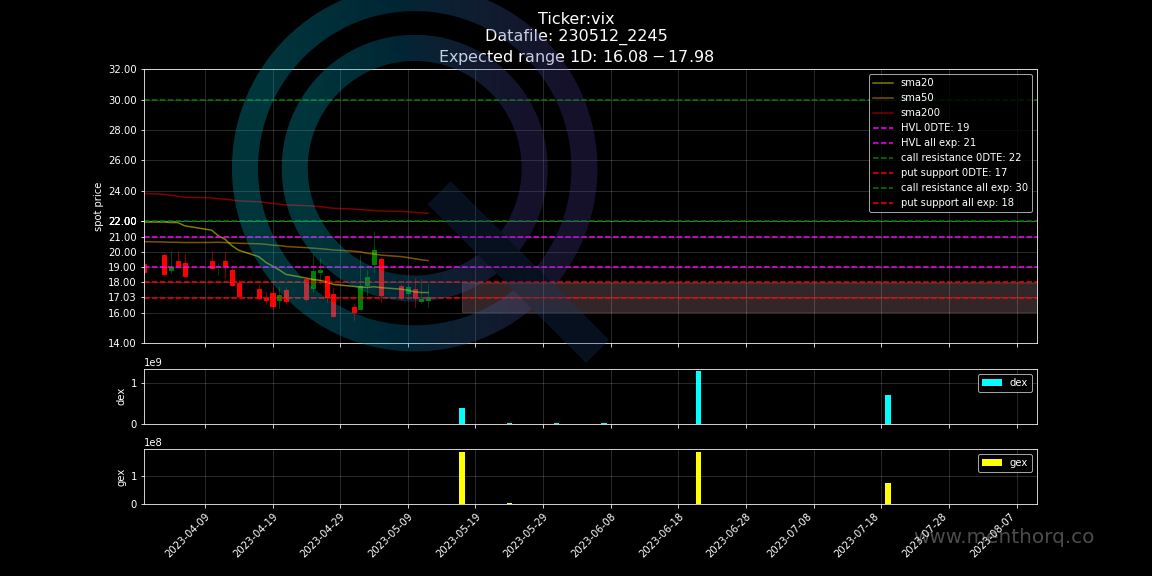 Ticker:vix
Datafile: 230512_2245
Expected range 1D: 16.08 − 17.98
32.00
30.00
28.00
26.00
24.00
22.00
22.00
21.00
20.00
19.00
18.00
17.03
16.00
14.00
spot price
sma20
sma50
sma200
HVL 0DTE: 19
HVL all exp: 21
call resistance 0DTE: 22
put support 0DTE: 17
call resistance all exp: 30
put support all exp: 18
1e9
1
0
dex
dex
1e8
1
0
gex
gex
2023-04-09
2023-04-19
2023-04-29
2023-05-09
2023-05-19
2023-05-29
2023-06-08
2023-06-18
2023-06-28
2023-07-08
2023-07-18
2023-07-28
2023-08-07
www.menthorq.co